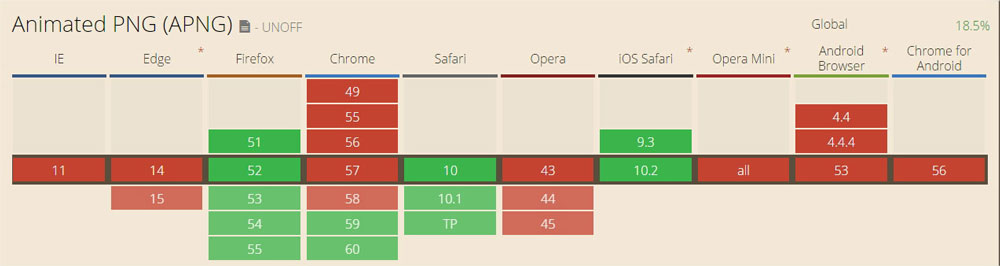 Animated PNG (APNG) - UNOFF
Global 18.5%
IE Edge * Firefox Chrome Safari Opera iOS Safari * Opera Mini * Android Browser * Chrome for Android
49
55 4.4
51 56 9.3 4.4.4
11 14 52 57 10 43 10.2 all 53 56
15 53 58 10.1 44
54 59 TP 45
55 60